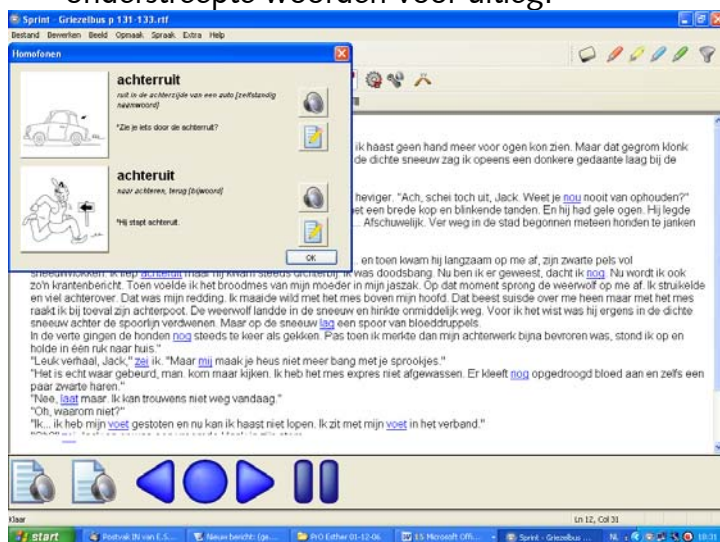 onderstreepte woorden voor uitleg.
Sprint - Griezelbus p 131-133.rtf
Bestand Bewerken Beeld Opmaak Spraak Extra Help
Homofonen
achterruit
ruit in de achterzijde van een auto [zelfstandig naamwoord]
"Zie je iets door de achterruit?
achteruit
naar achteren, terug [bijwoord]
"Hij stapt achteruit.
OK
ik haast geen hand meer voor ogen kon zien. Maar dat gegrom klonk
de dichte sneeuw zag ik opeens een donkere gedaante laag bij de
heviger. "Ach, schei toch uit, Jack. Weet je nou nooit van ophouden?"
et een brede kop en blinkende tanden. En hij had gele ogen. Hij legde
... Afschuwelijk. Ver weg in de stad begonnen meteen honden te janken
... en toen kwam hij langzaam op me af, zijn zwarte pels vol
sneeuwvlokken. Ik liep achteruit maar hij kwam steeds dichterbij. Ik was doodsbang. Nu ben ik er geweest, dacht ik nog. Nu wordt ik ook
zo'n krantenbericht. Toen voelde ik het broodmes van mijn moeder in mijn jaszak. Op dat moment sprong de weerwolf op me af. Ik struikelde
en viel achterover. Dat was mijn redding. Ik maaide wild met het mes boven mijn hoofd. Dat beest suisde over me heen maar met het mes
raakt ik bij toeval zijn achterpoot. De weerwolf landde in de sneeuw en hinkte onmiddelijk weg. Voor ik het wist was hij ergens in de dichte
sneeuw achter de spoorlijn verdwenen. Maar op de sneeuw lag een spoor van bloeddruppels.
In de verte gingen de honden nog steeds te keer als gekken. Pas toen ik merkte dan mijn achterwerk bijna bevroren was, stond ik op en
holde in één ruk naar huis."
"Leuk verhaal, Jack," zei ik. "Maar mij maak je heus niet meer bang met je sprookjes."
"Het is echt waar gebeurd, man. kom maar kijken. Ik heb het mes expres niet afgewassen. Er kleeft nog opgedroogd bloed aan en zelfs een
paar zwarte haren."
"Nee, laat maar. Ik kan trouwens niet weg vandaag."
"Oh, waarom niet?"
"Ik... ik heb mijn voet gestoten en nu kan ik haast niet lopen. Ik zit met mijn voet in het verband."
Klaar
Ln 12, Col 31
start
Postvak IN van E.S...
Nieuw bericht: (ge...
PrO Esther 01-12-06
15 Microsoft Offi...
Sprint - Griezelbus ...
NL
10:31